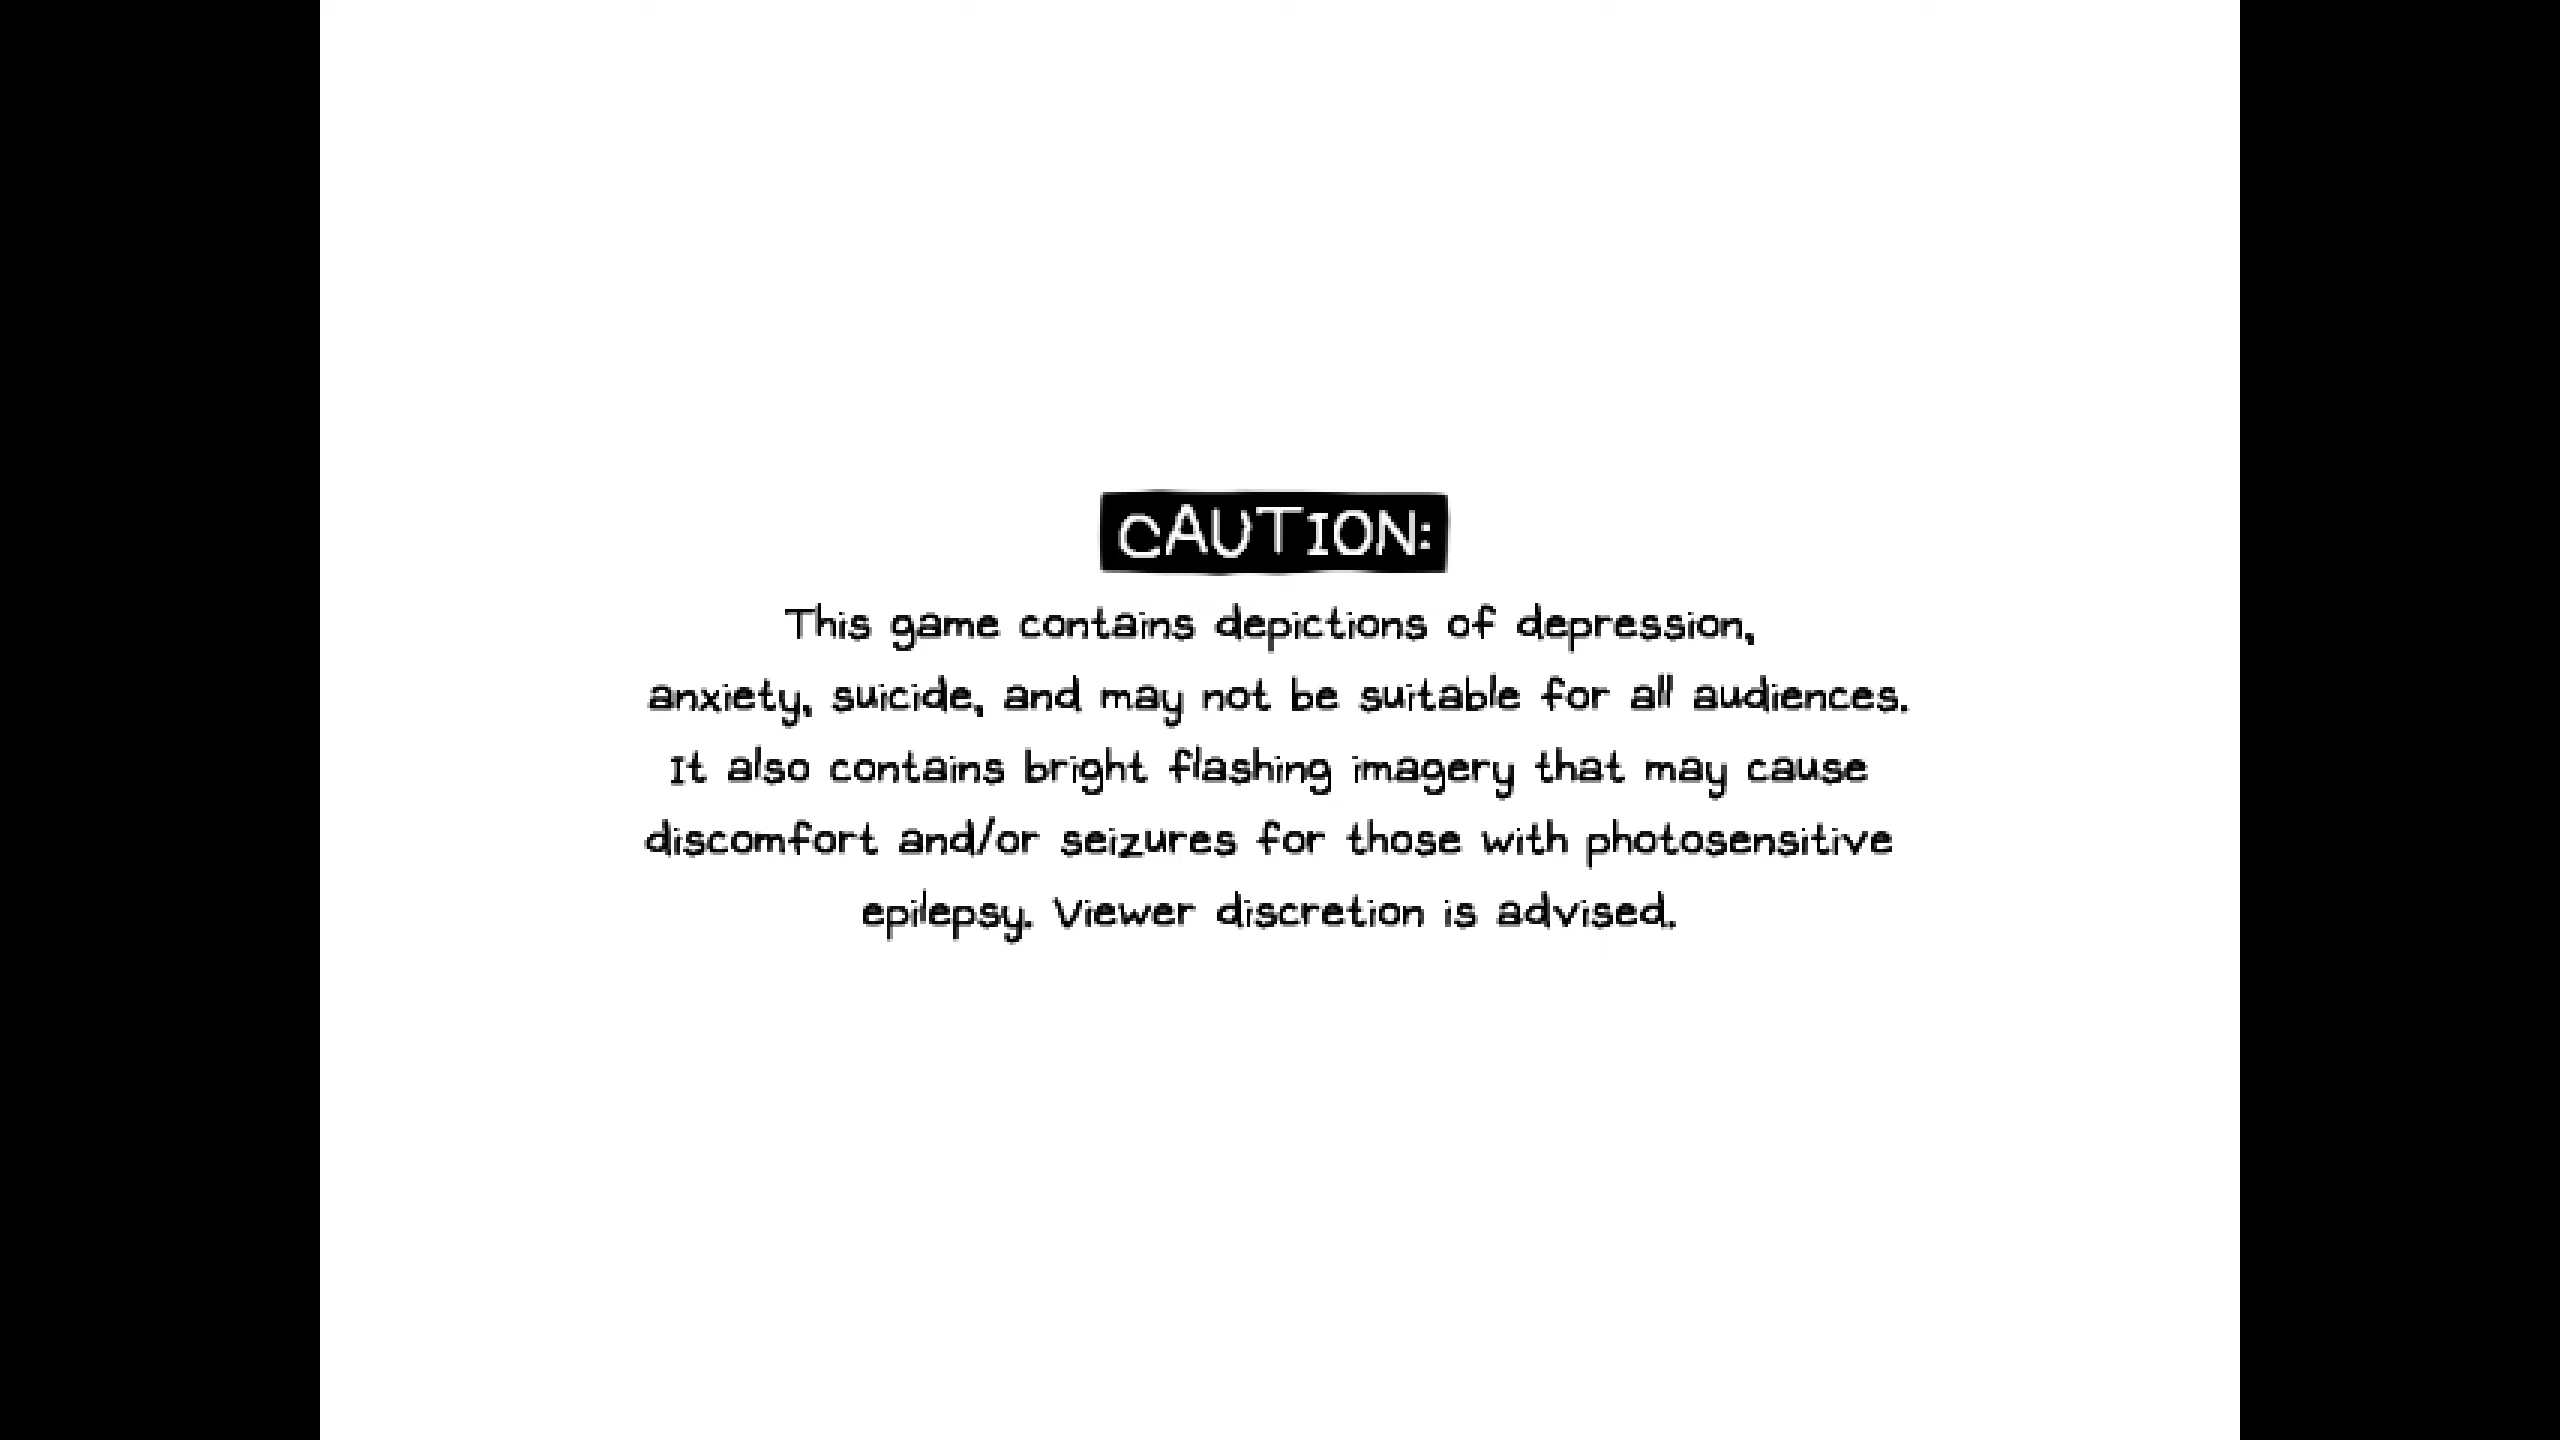 CAUTION:
This game contains depictions of depression,
anxiety, suicide, and may not be suitable for all audiences.
It also contains bright flashing imagery that may cause
discomfort and/or seizures for those with photosensitive
epilepsy. Viewer discretion is advised.